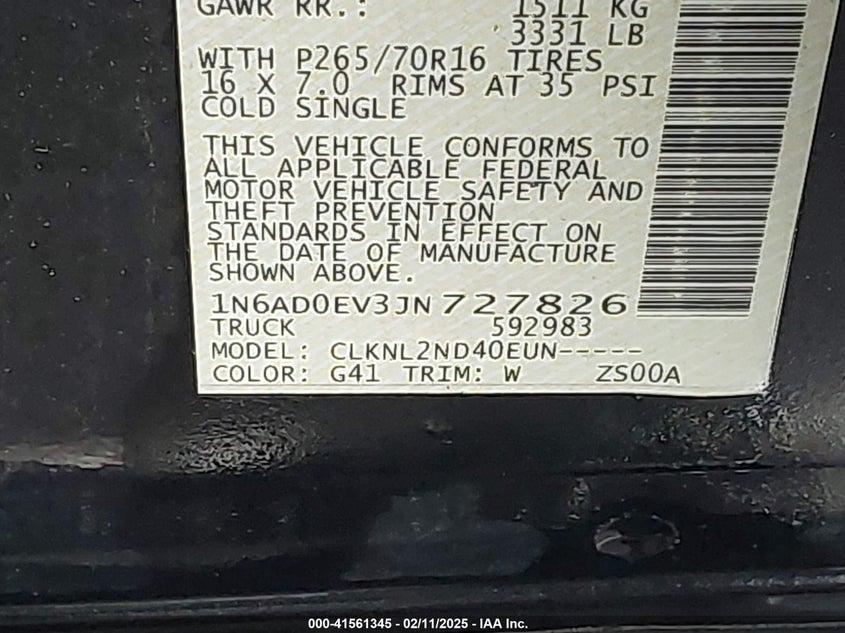 GAWR RR.: 1511 KG
3331 LB
WITH P265/70R16 TIRES
16 X 7.0 RIMS AT 35 PSI
COLD SINGLE
THIS VEHICLE CONFORMS TO
ALL APPLICABLE FEDERAL
MOTOR VEHICLE SAFETY AND
THEFT PREVENTION
STANDARDS IN EFFECT ON
THE DATE OF MANUFACTURE
SHOWN ABOVE.
1N6AD0EV3JN727826
TRUCK 592983
MODEL: CLKNL2ND40EUN-----
COLOR: G41 TRIM: W ZS00A
000-41561345 - 02/11/2025 - IAA Inc.